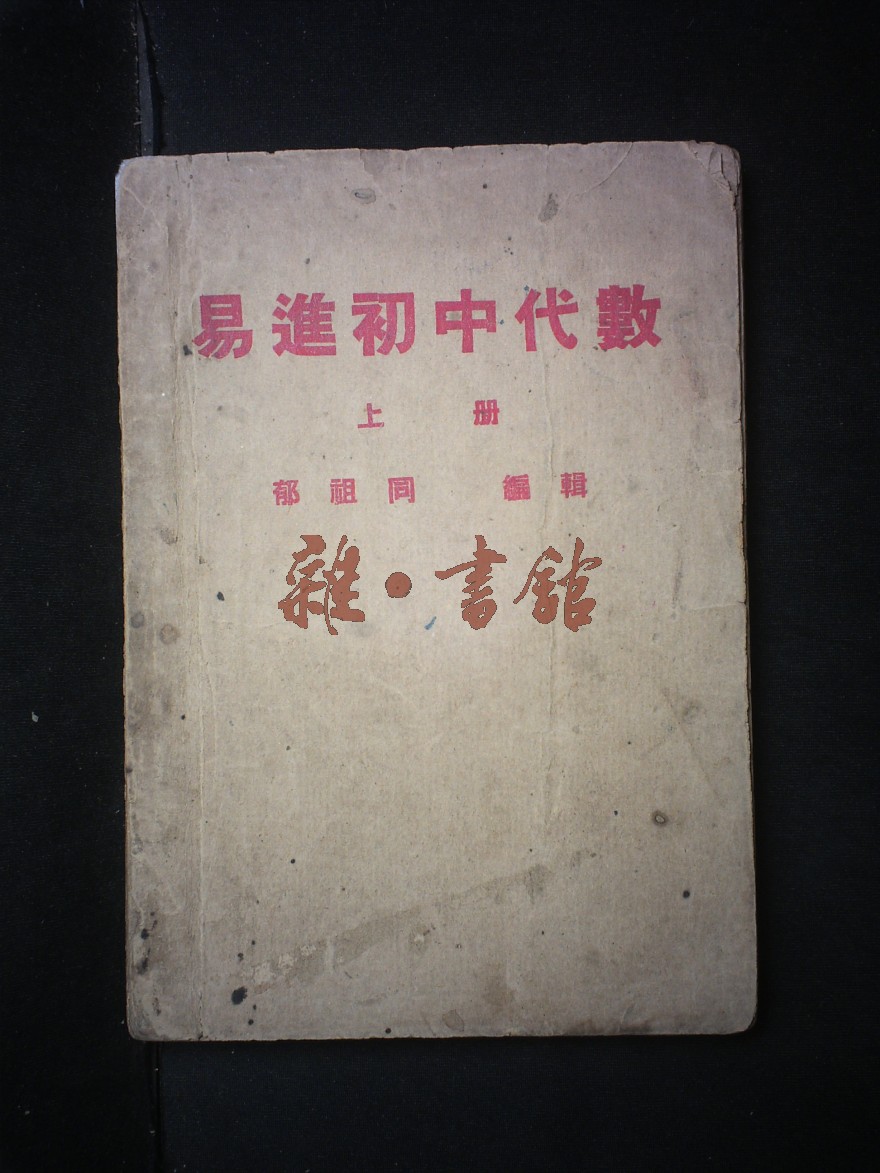 易進初中代數
上册
郁祖同 編輯
雜·書館